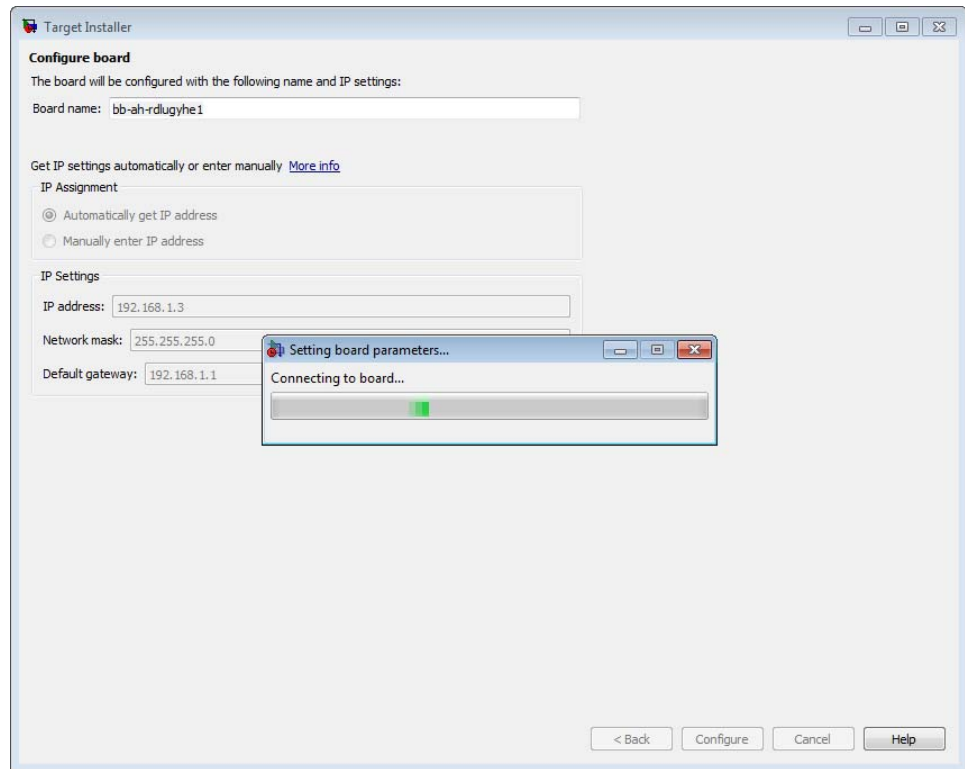 Target Installer
Configure board
The board will be configured with the following name and IP settings:
Board name: bb-ah-rdlugyhe1
Get IP settings automatically or enter manually More info
IP Assignment
Automatically get IP address
Manually enter IP address
IP Settings
IP address: 192.168.1.3
Network mask: 255.255.255.0
Default gateway: 192.168.1.1
Setting board parameters...
Connecting to board...
< Back Configure Cancel Help